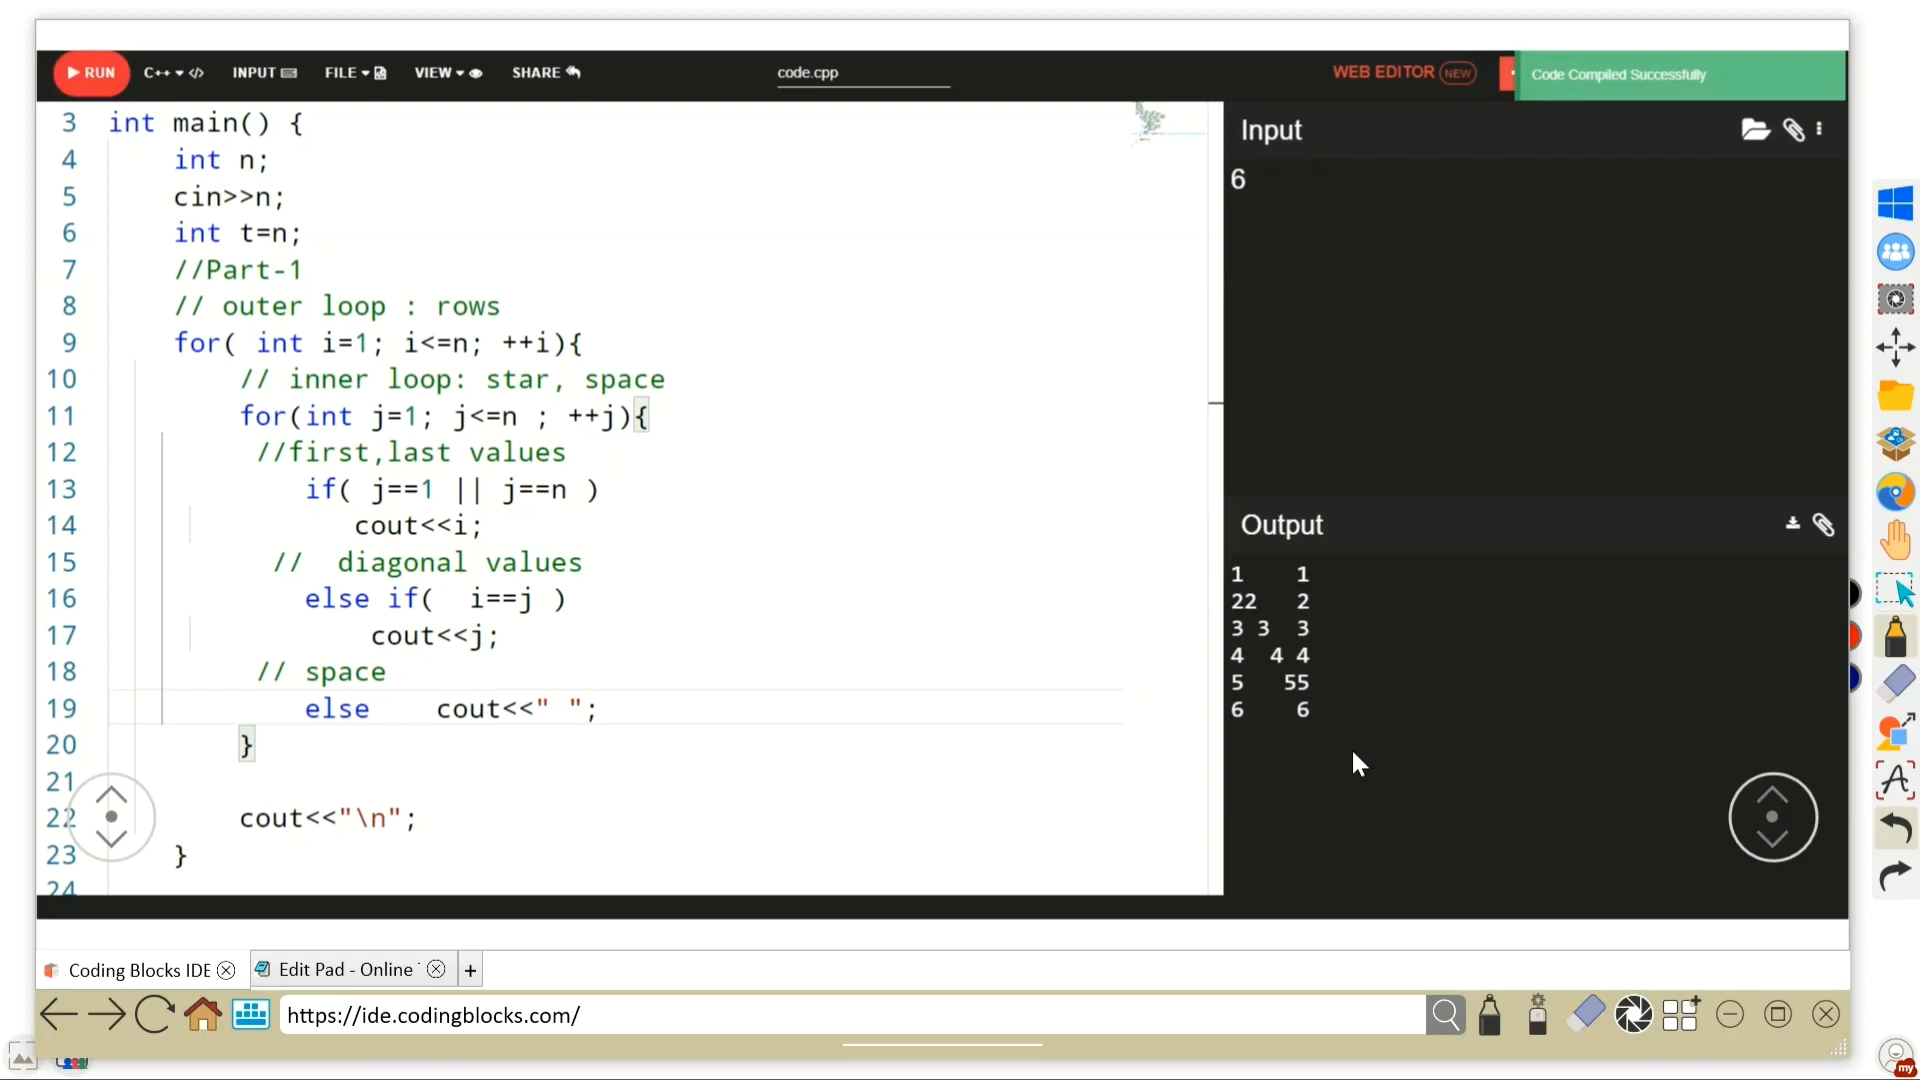 RUN C++ INPUT FILE VIEW SHARE code.cpp WEB EDITOR NEW Code Compiled Successfully
3 int main() {
4 int n;
5 cin>>n;
6 int t=n;
7 //Part-1
8 // outer loop : rows
9 for( int i=1; i<=n; ++i){
10 // inner loop: star, space
11 for(int j=1; j<=n ; ++j){
12 //first,last values
13 if( j==1 || j==n )
14 cout<<i;
15 // diagonal values
16 else if( i==j )
17 cout<<j;
18 // space
19 else cout<<" ";
20 }
21
22 cout<<"\n";
23 }
24
Input
6
Output
1    1
22   2
3 3  3
4  4 4
5   55
6    6
Coding Blocks IDE Edit Pad - Online +
https://ide.codingblocks.com/
my